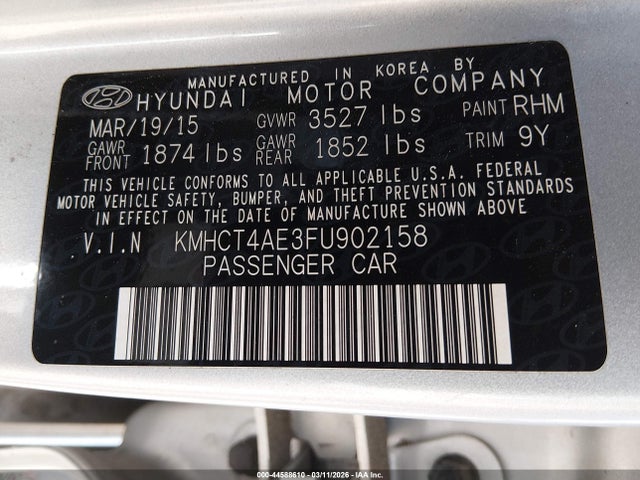 MANUFACTURED IN KOREA BY
HYUNDAI MOTOR COMPANY
MAR/19/15 GVWR 3527 lbs PAINT RHM
GAWR FRONT 1874 lbs GAWR REAR 1852 lbs TRIM 9Y
THIS VEHICLE CONFORMS TO ALL APPLICABLE U.S.A. FEDERAL
MOTOR VEHICLE SAFETY, BUMPER, AND THEFT PREVENTION STANDARDS
IN EFFECT ON THE DATE OF MANUFACTURE SHOWN ABOVE
V.I.N KMHCT4AE3FU902158
PASSENGER CAR
000-44588610 - 03/11/2026 - IAA Inc.